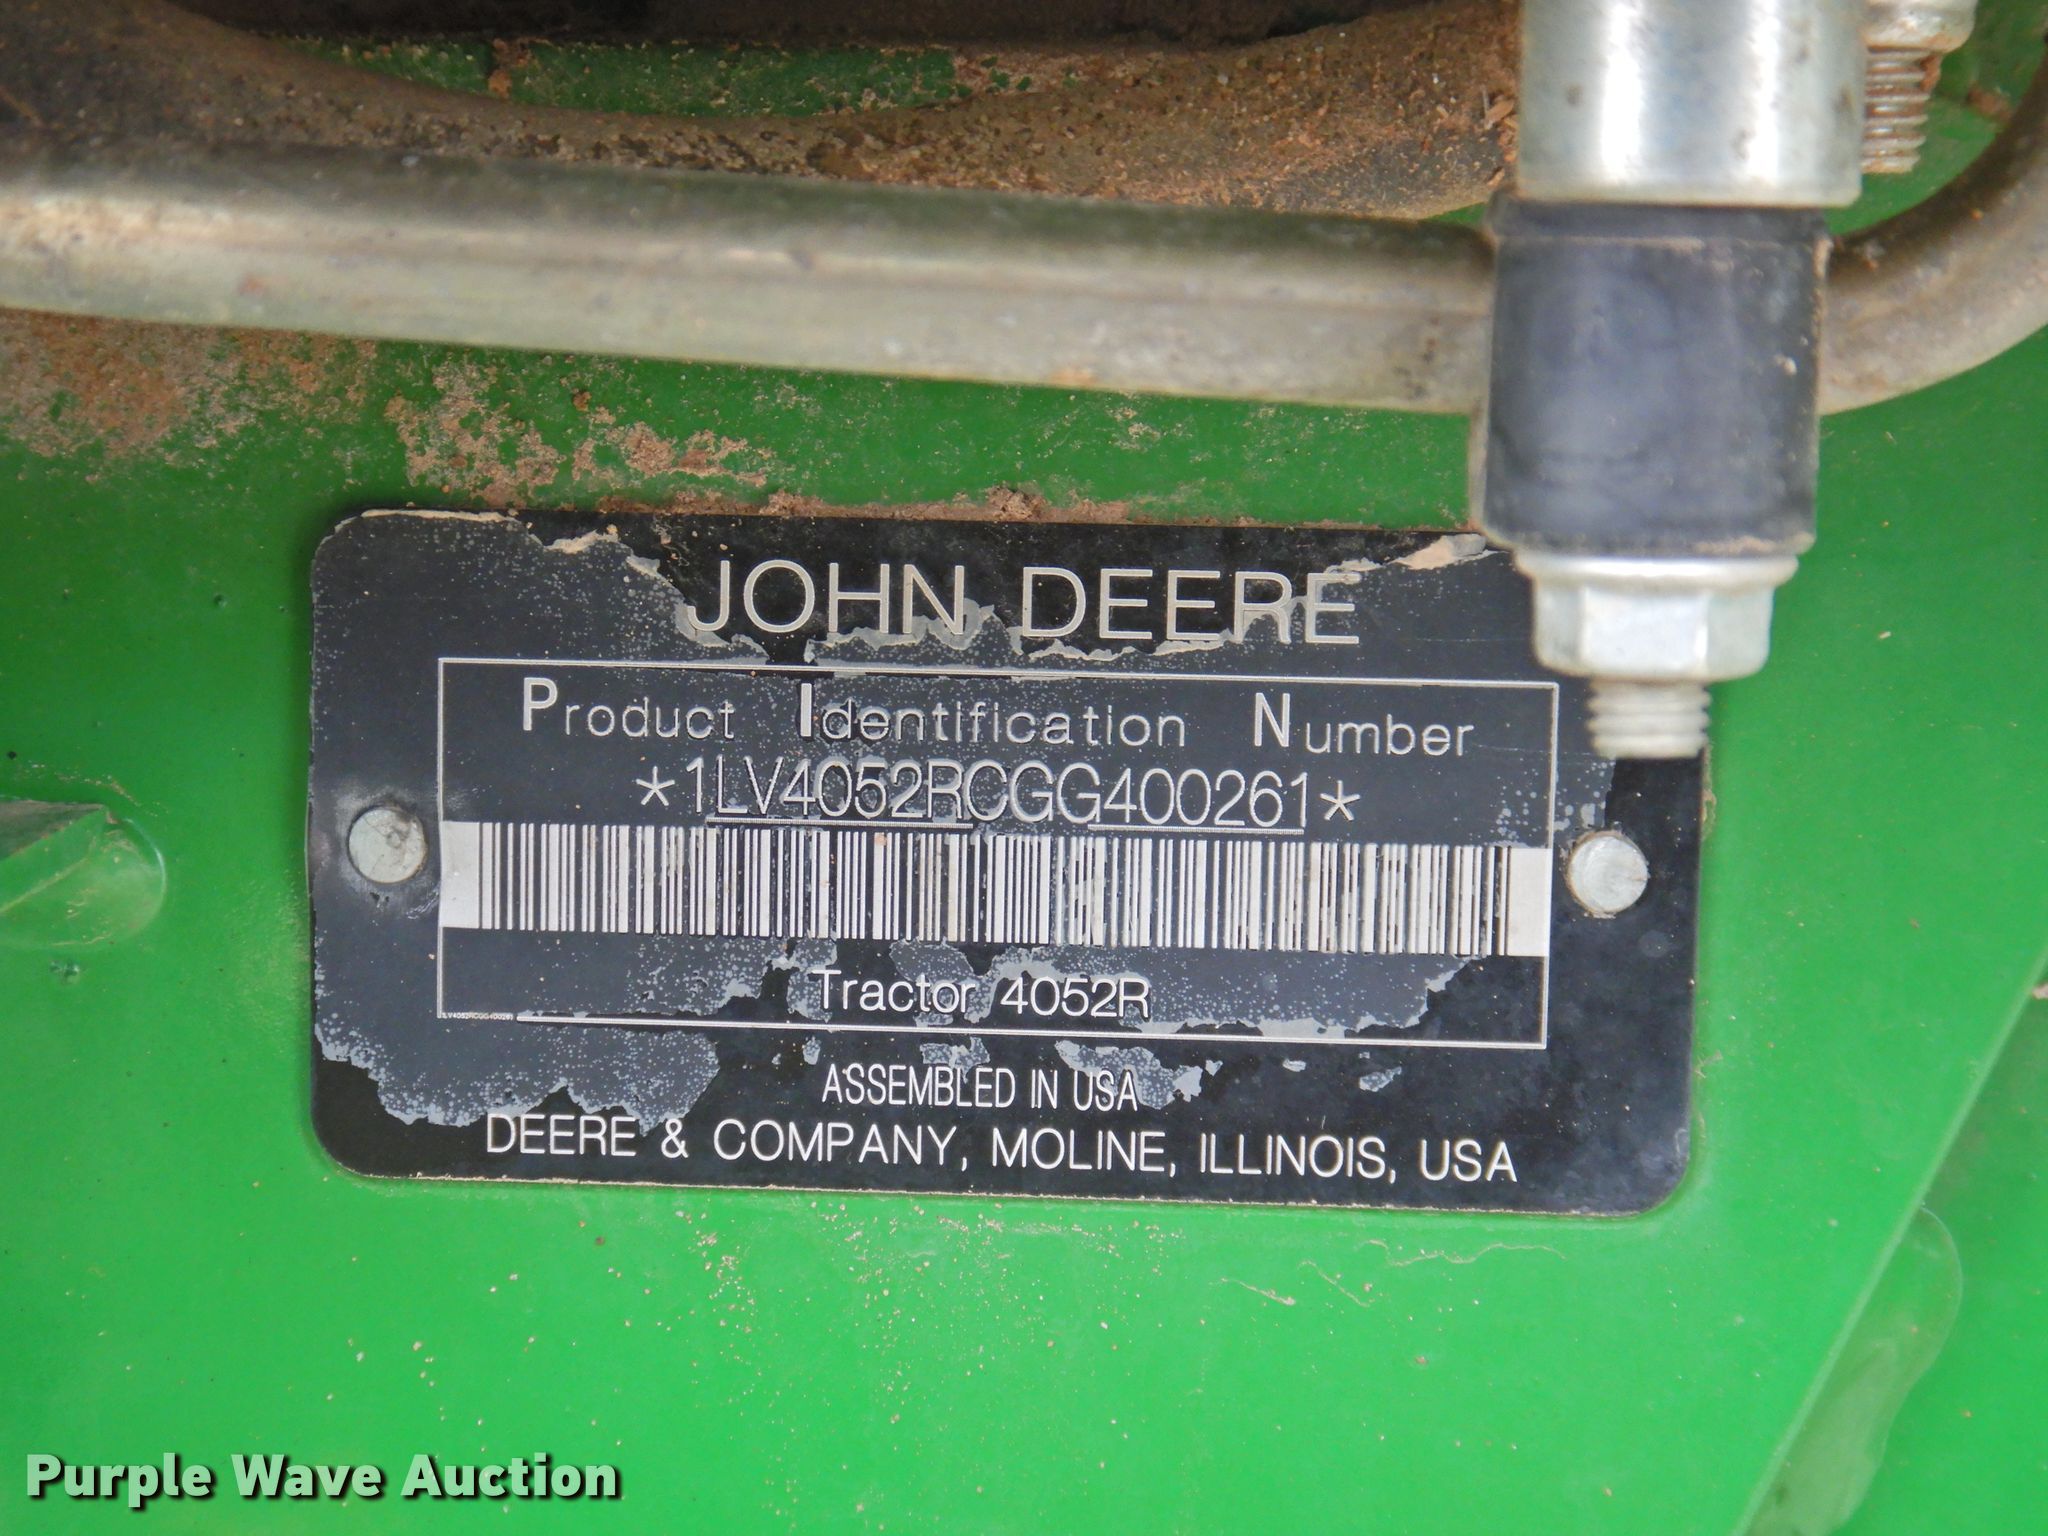 JOHN DEERE
Product Identification Number
*1LV4052RCGG400261*
Tractor 4052R
1LV4052RCGG400261
ASSEMBLED IN USA
DEERE & COMPANY, MOLINE, ILLINOIS, USA
Purple Wave Auction